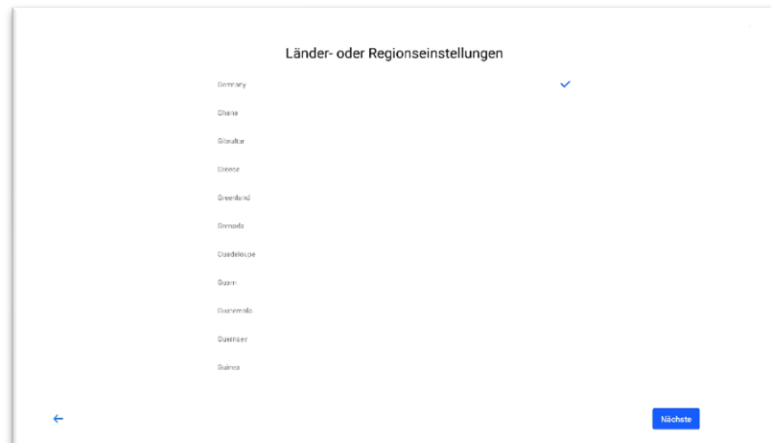 Länder- oder Regionseinstellungen
Germany
Ghana
Gibraltar
Greece
Greenland
Grenada
Guadeloupe
Guam
Guatemala
Guernsey
Guinea
Nächste